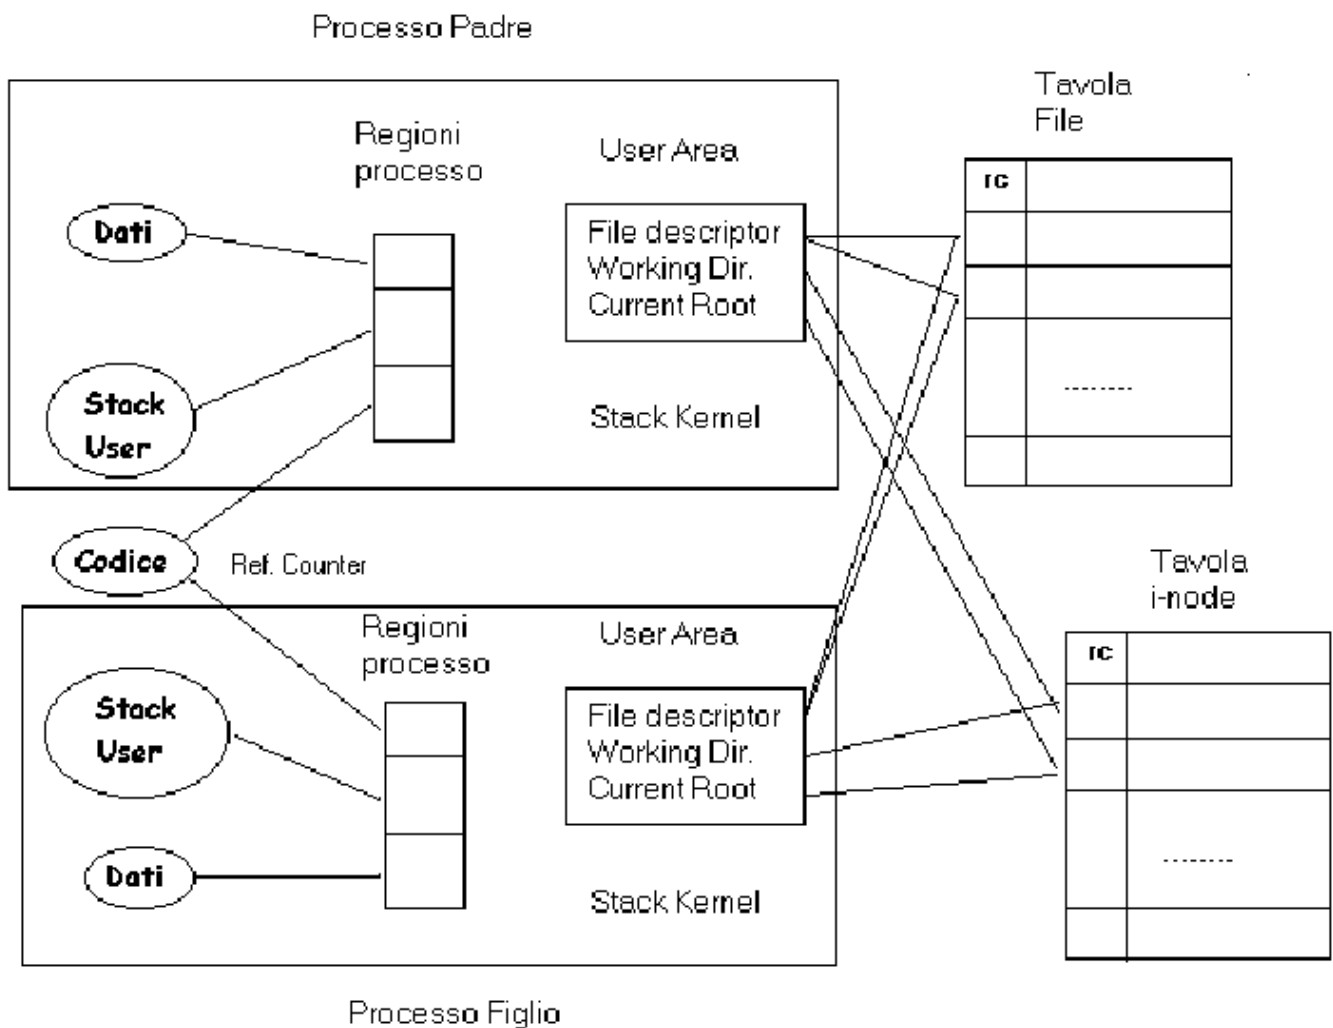 Processo Padre
Tavola
File
Regioni
processo
User Area
rc
Dati
File descriptor
Working Dir.
Current Root
Stack
User
Stack Kernel
--------
Codice
Ref. Counter
Tavola
i-node
Regioni
processo
User Area
rc
Stack
User
File descriptor
Working Dir.
Current Root
Dati
Stack Kernel
--------
Processo Figlio